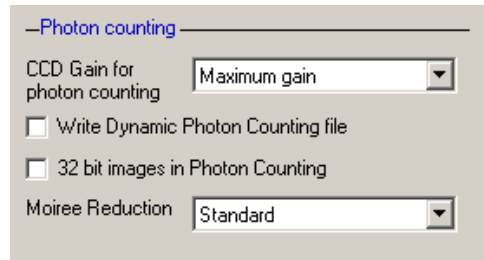 Photon counting
CCD Gain for
photon counting
Maximum gain
Write Dynamic Photon Counting file
32 bit images in Photon Counting
Moiree Reduction
Standard